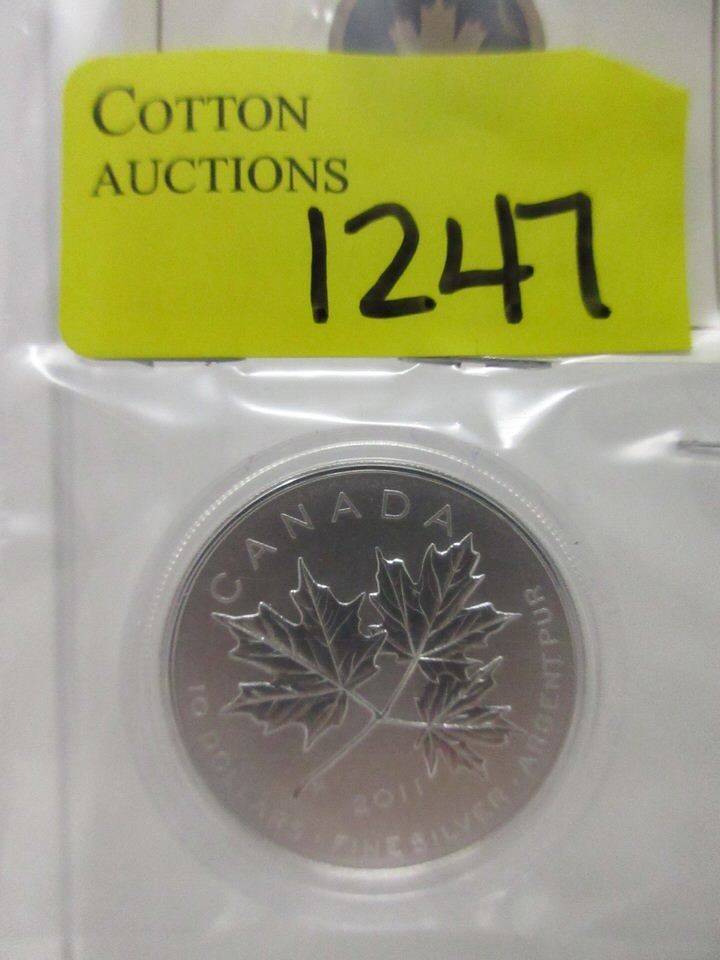 COTTON
AUCTIONS
1247
CANADA
10 DOLLARS · FINE SILVER · ARGENT PUR
2011